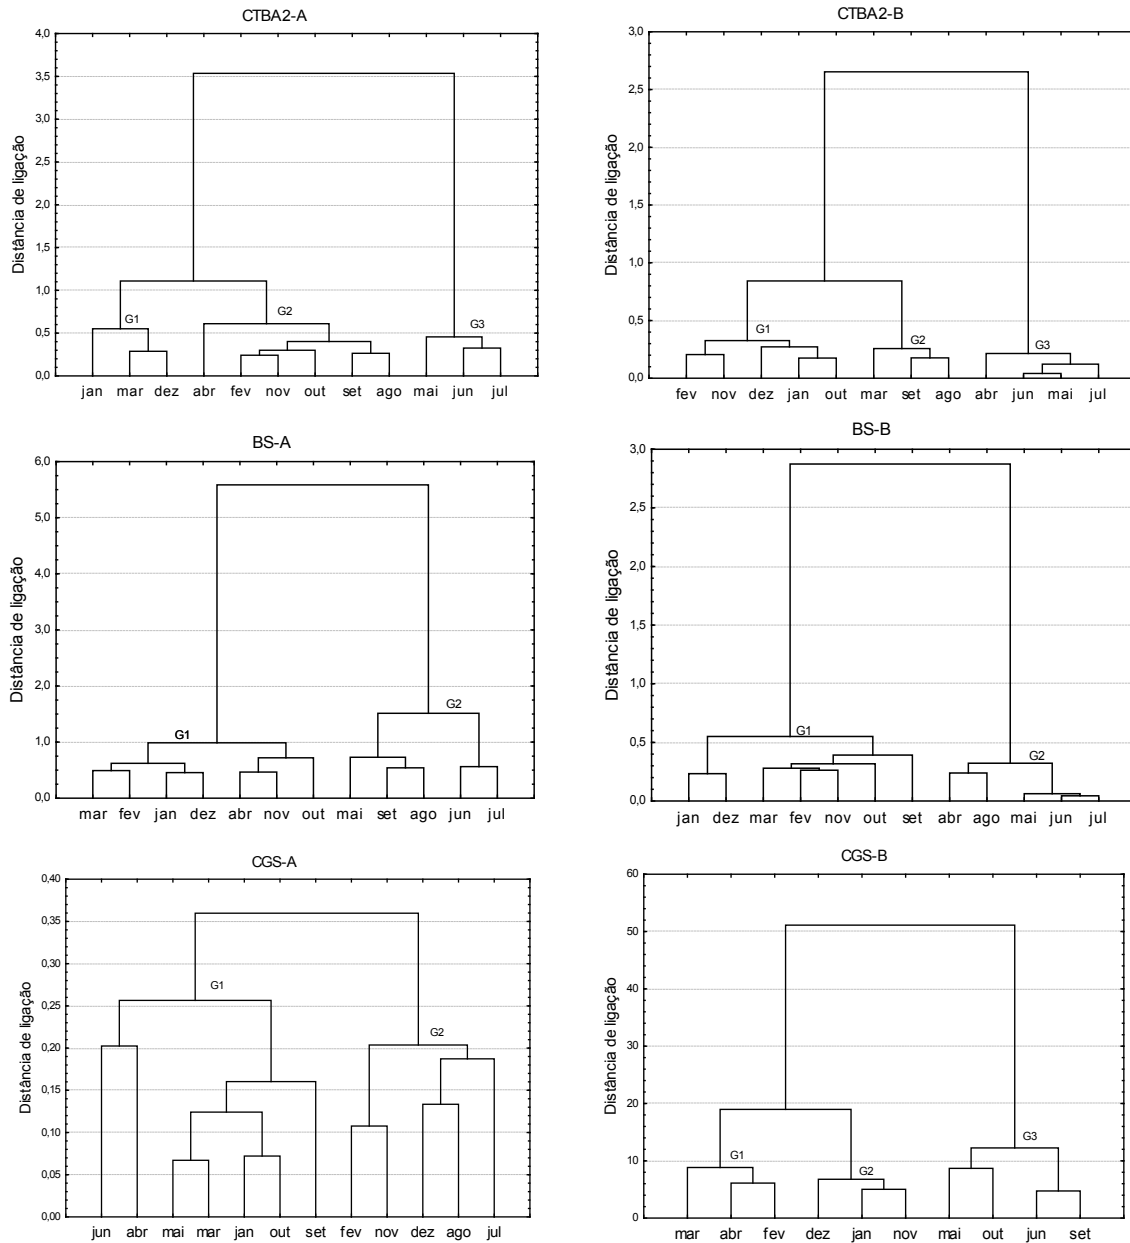 CTBA2-A
4,0
3,5
3,0
2,5
2,0
1,5
1,0
0,5
0,0
Distância de ligação
G1
G2
G3
jan mar dez abr fev nov out set ago mai jun jul
CTBA2-B
3,0
2,5
2,0
1,5
1,0
0,5
0,0
Distância de ligação
G1
G2
G3
fev nov dez jan out mar set ago abr jun mai jul
BS-A
6,0
5,0
4,0
3,0
2,0
1,0
0,0
Distância de ligação
G1
G2
mar fev jan dez abr nov out mai set ago jun jul
BS-B
3,0
2,5
2,0
1,5
1,0
0,5
0,0
Distância de ligação
G1
G2
jan dez mar fev nov out set abr ago mai jun jul
CGS-A
0,40
0,35
0,30
0,25
0,20
0,15
0,10
0,05
0,00
Distância de ligação
G1
G2
jun abr mai mar jan out set fev nov dez ago jul
CGS-B
60
50
40
30
20
10
0
Distância de ligação
G1
G2
G3
mar abr fev dez jan nov mai out jun set